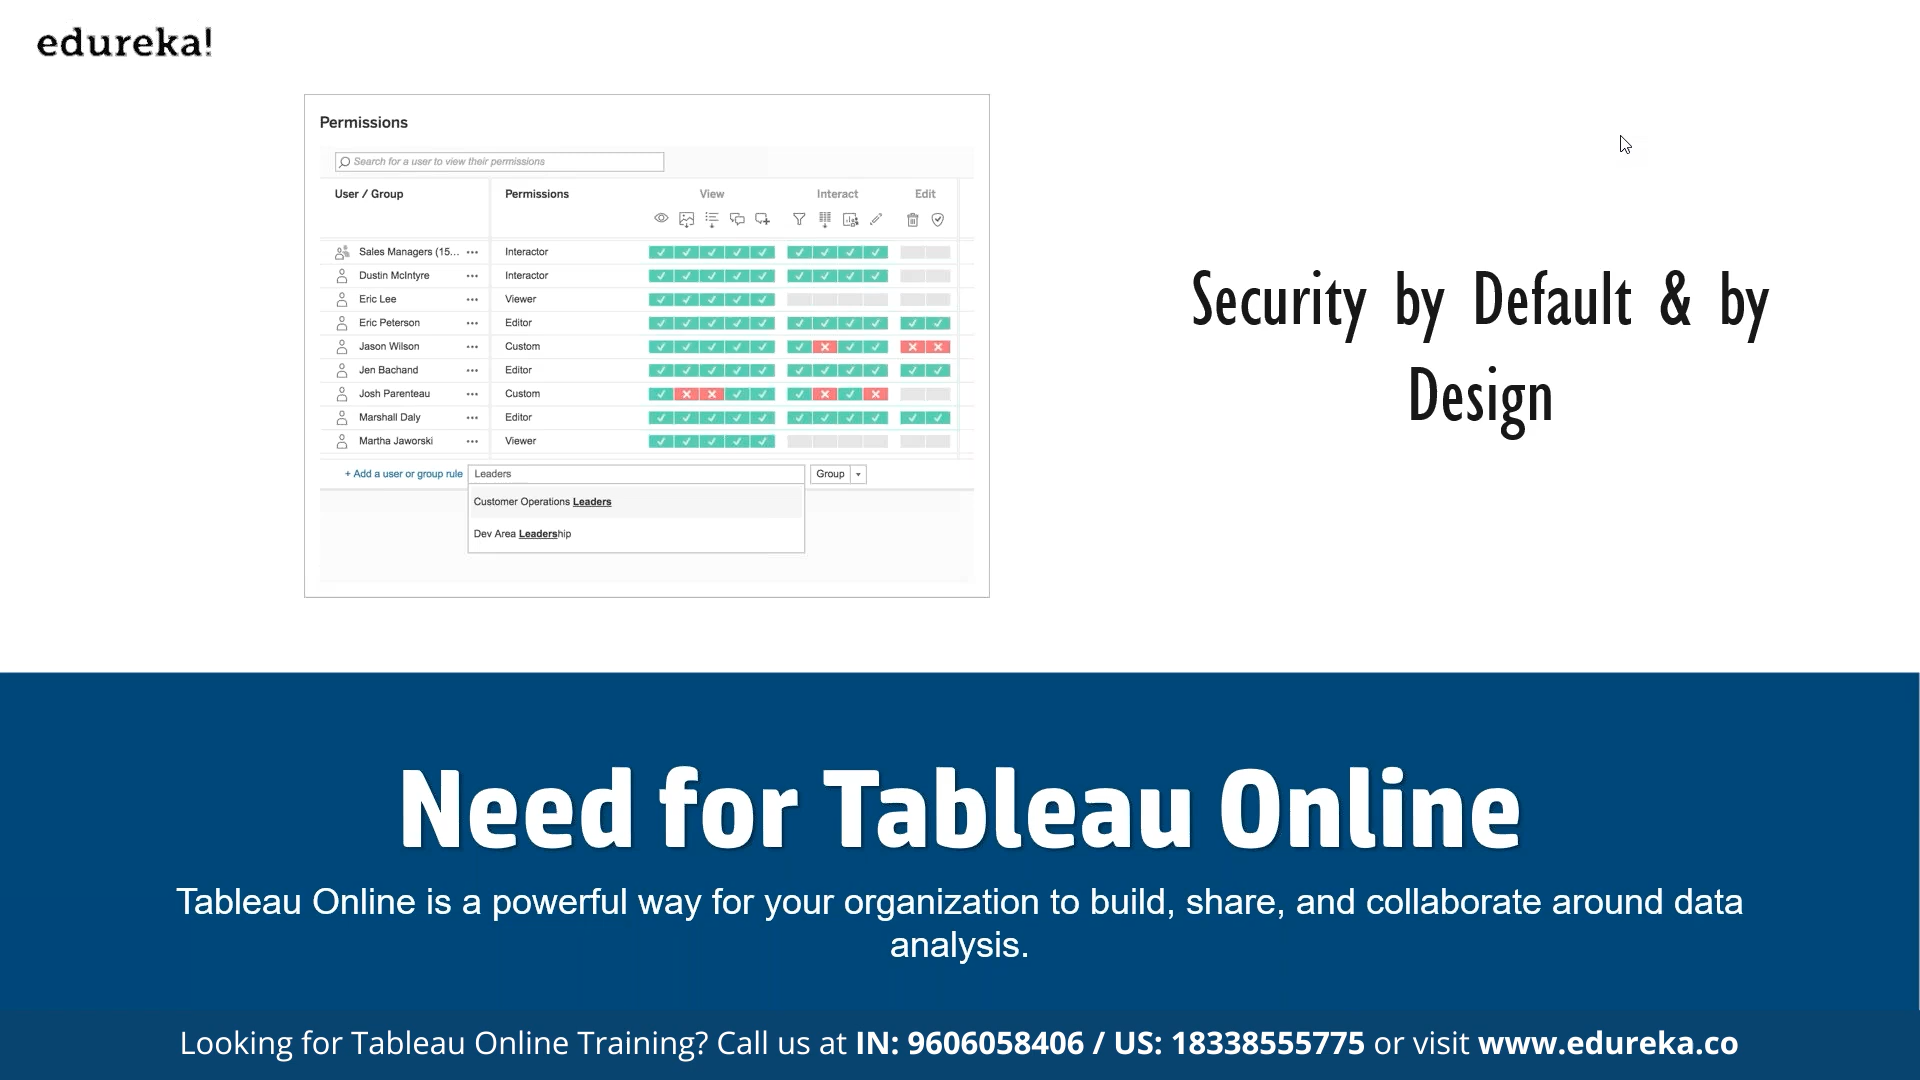 edureka!
Permissions
Search for a user to view their permissions
User / Group Permissions View Interact Edit
Sales Managers (15... ••• Interactor
Dustin McIntyre ••• Interactor
Eric Lee ••• Viewer
Eric Peterson ••• Editor
Jason Wilson ••• Custom
Jen Bachand ••• Editor
Josh Parenteau ••• Custom
Marshall Daly ••• Editor
Martha Jaworski ••• Viewer
+ Add a user or group rule Leaders Group
Customer Operations Leaders
Dev Area Leadership
Security by Default & by
Design
Need for Tableau Online
Tableau Online is a powerful way for your organization to build, share, and collaborate around data
analysis.
Looking for Tableau Online Training? Call us at IN: 9606058406 / US: 18338555775 or visit www.edureka.co